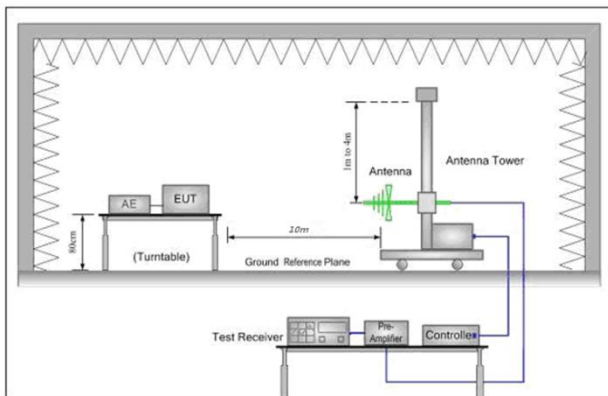 1m to 4m
Antenna
Antenna Tower
AE
EUT
80cm
(Turntable)
10m
Ground Reference Plane
Test Receiver
Pre-
Amplifier
Controller